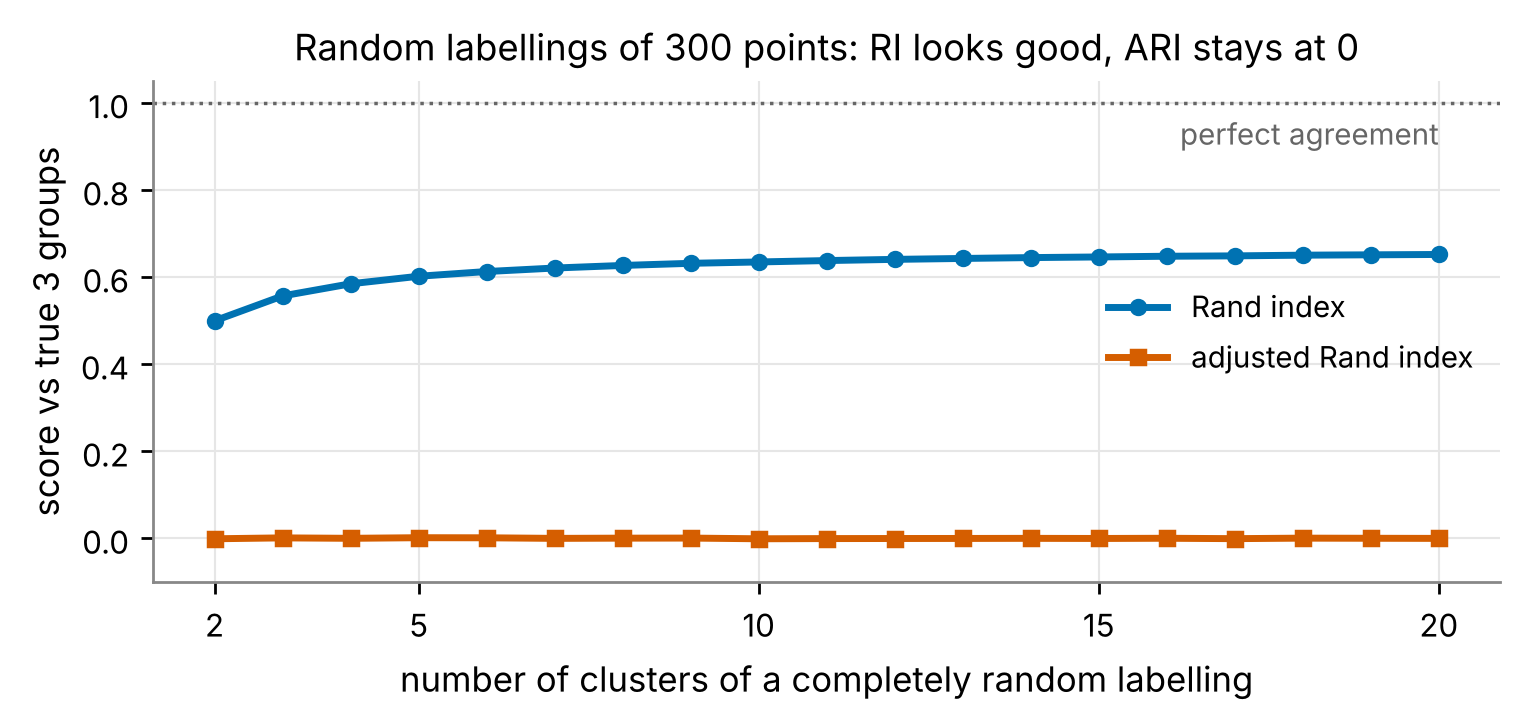 Random labellings of 300 points: RI looks good, ARI stays at 0
score vs true 3 groups
1.0
0.8
0.6
0.4
0.2
0.0
perfect agreement
Rand index
adjusted Rand index
2 5 10 15 20
number of clusters of a completely random labelling